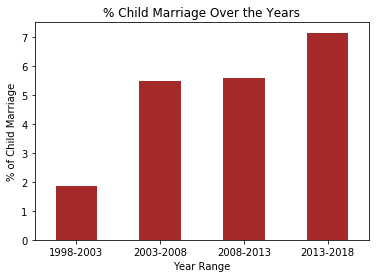 % Child Marriage Over the Years
% of Child Marriage
7
6
5
4
3
2
1
0
1998-2003 2003-2008 2008-2013 2013-2018
Year Range